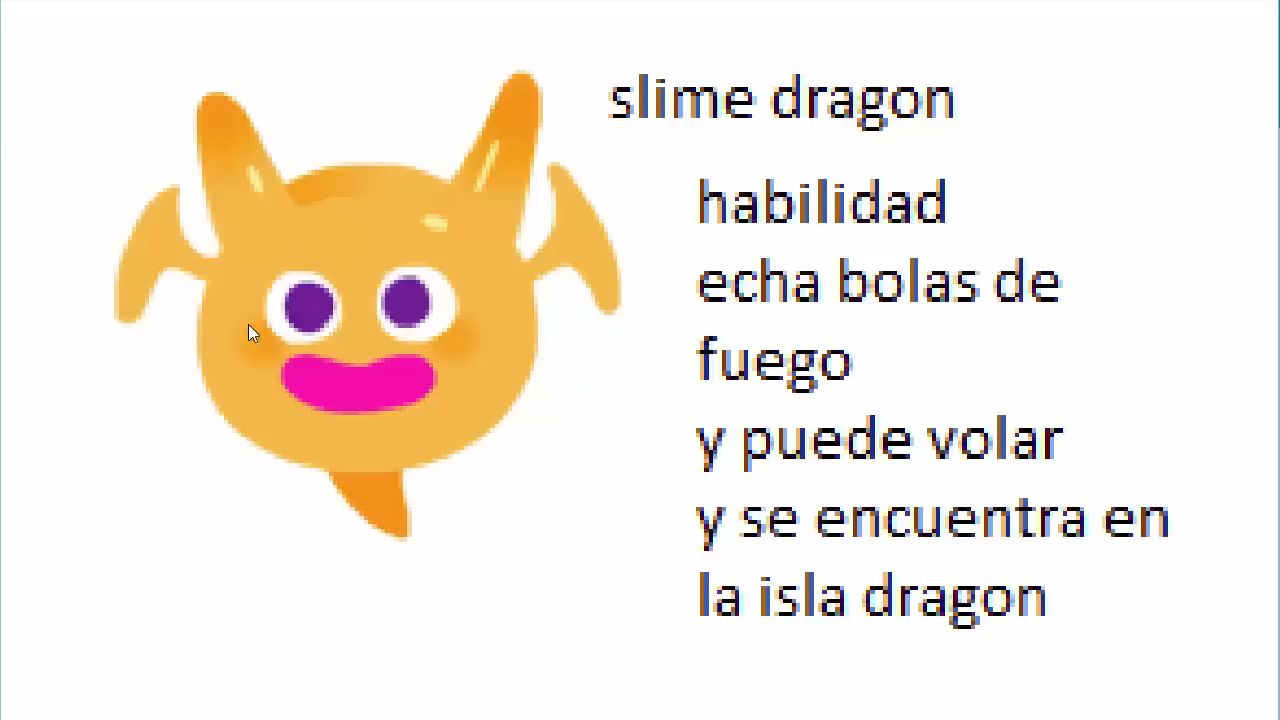 slime dragon
habilidad
echa bolas de
fuego
y puede volar
y se encuentra en
la isla dragon